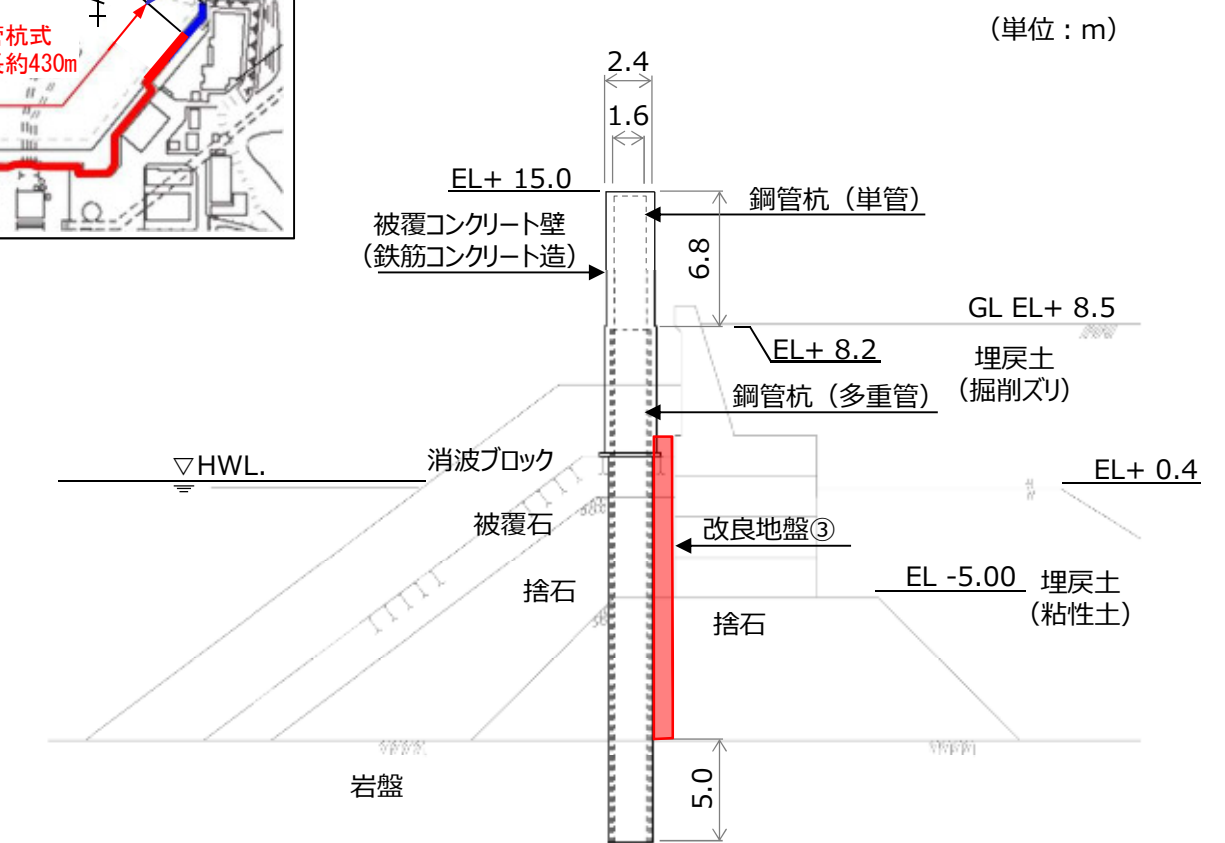 管杭式
長約430m
（単位：m）
2.4
1.6
EL+ 15.0
鋼管杭（単管）
被覆コンクリート壁
（鉄筋コンクリート造）
6.8
GL EL+ 8.5
EL+ 8.2
埋戻土
（掘削ズリ）
鋼管杭（多重管）
▽HWL.
消波ブロック
EL+ 0.4
被覆石
改良地盤③
捨石
EL -5.00
埋戻土
（粘性土）
捨石
岩盤
5.0